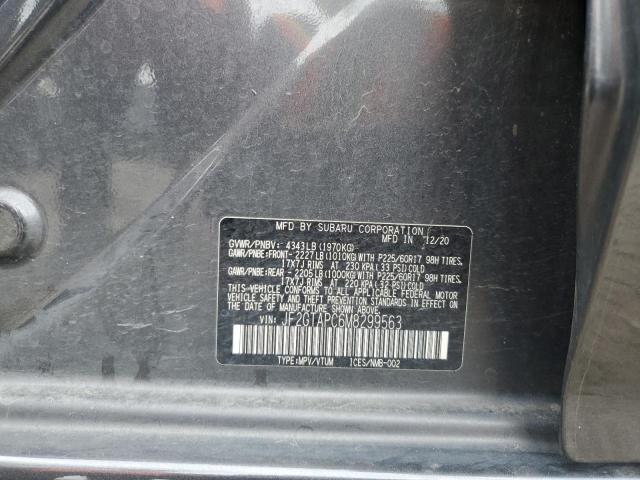 MFD BY SUBARU CORPORATION
MFD IN 12/20
GVWR/PNBV: 4343LB(1970KG)
GAWR/PNBE:FRONT-2227LB(1010KG)WITH P225/60R17 98H TIRES,
17X7J RIMS AT 230 KPA(33 PSI)COLD
GAWR/PNBE:REAR -2205LB(1000KG)WITH P225/60R17 98H TIRES,
17X7J RIMS AT 220 KPA(32 PSI)COLD
THIS VEHICLE CONFORMS TO ALL APPLICABLE FEDERAL MOTOR
VEHICLE SAFETY AND THEFT PREVENTION STANDARDS
IN EFFECT ON THE DATE OF MANUFACTURE SHOWN ABOVE.
VIN: JF2GTAPC6M8299563
TYPE:MPV/VTUM ICES/NMB-002